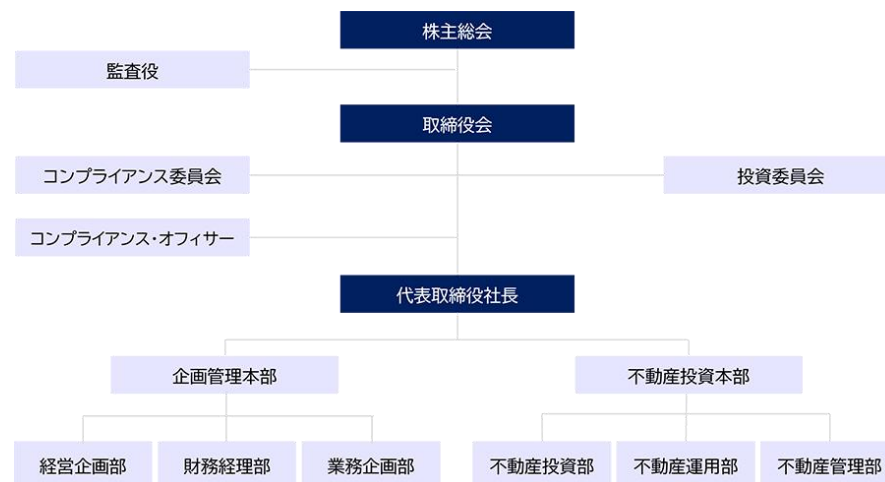 株主総会
監査役
取締役会
コンプライアンス委員会
投資委員会
コンプライアンス・オフィサー
代表取締役社長
企画管理本部
不動産投資本部
経営企画部
財務経理部
業務企画部
不動産投資部
不動産運用部
不動産管理部